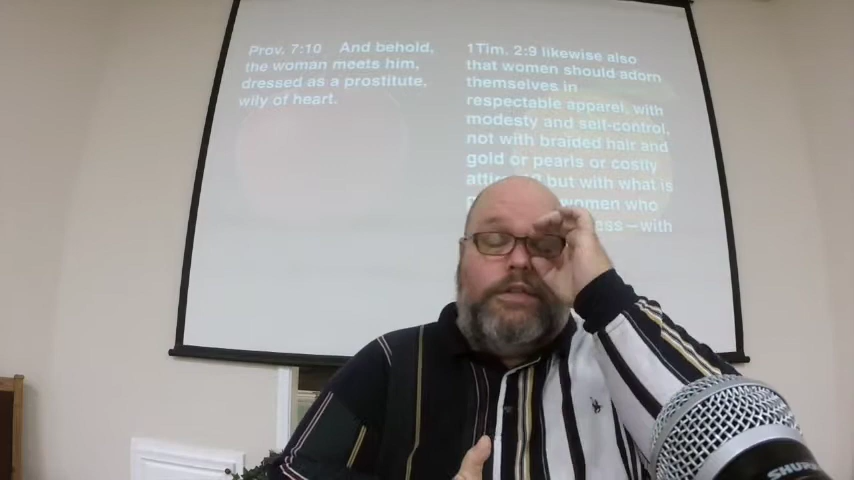 Prov. 7:10 And behold,
the woman meets him,
dressed as a prostitute,
wily of heart.
1Tim. 2:9 likewise also
that women should adorn
themselves in
respectable apparel, with
modesty and self-control,
not with braided hair and
gold or pearls or costly
but with what is
women who
with
SHURE